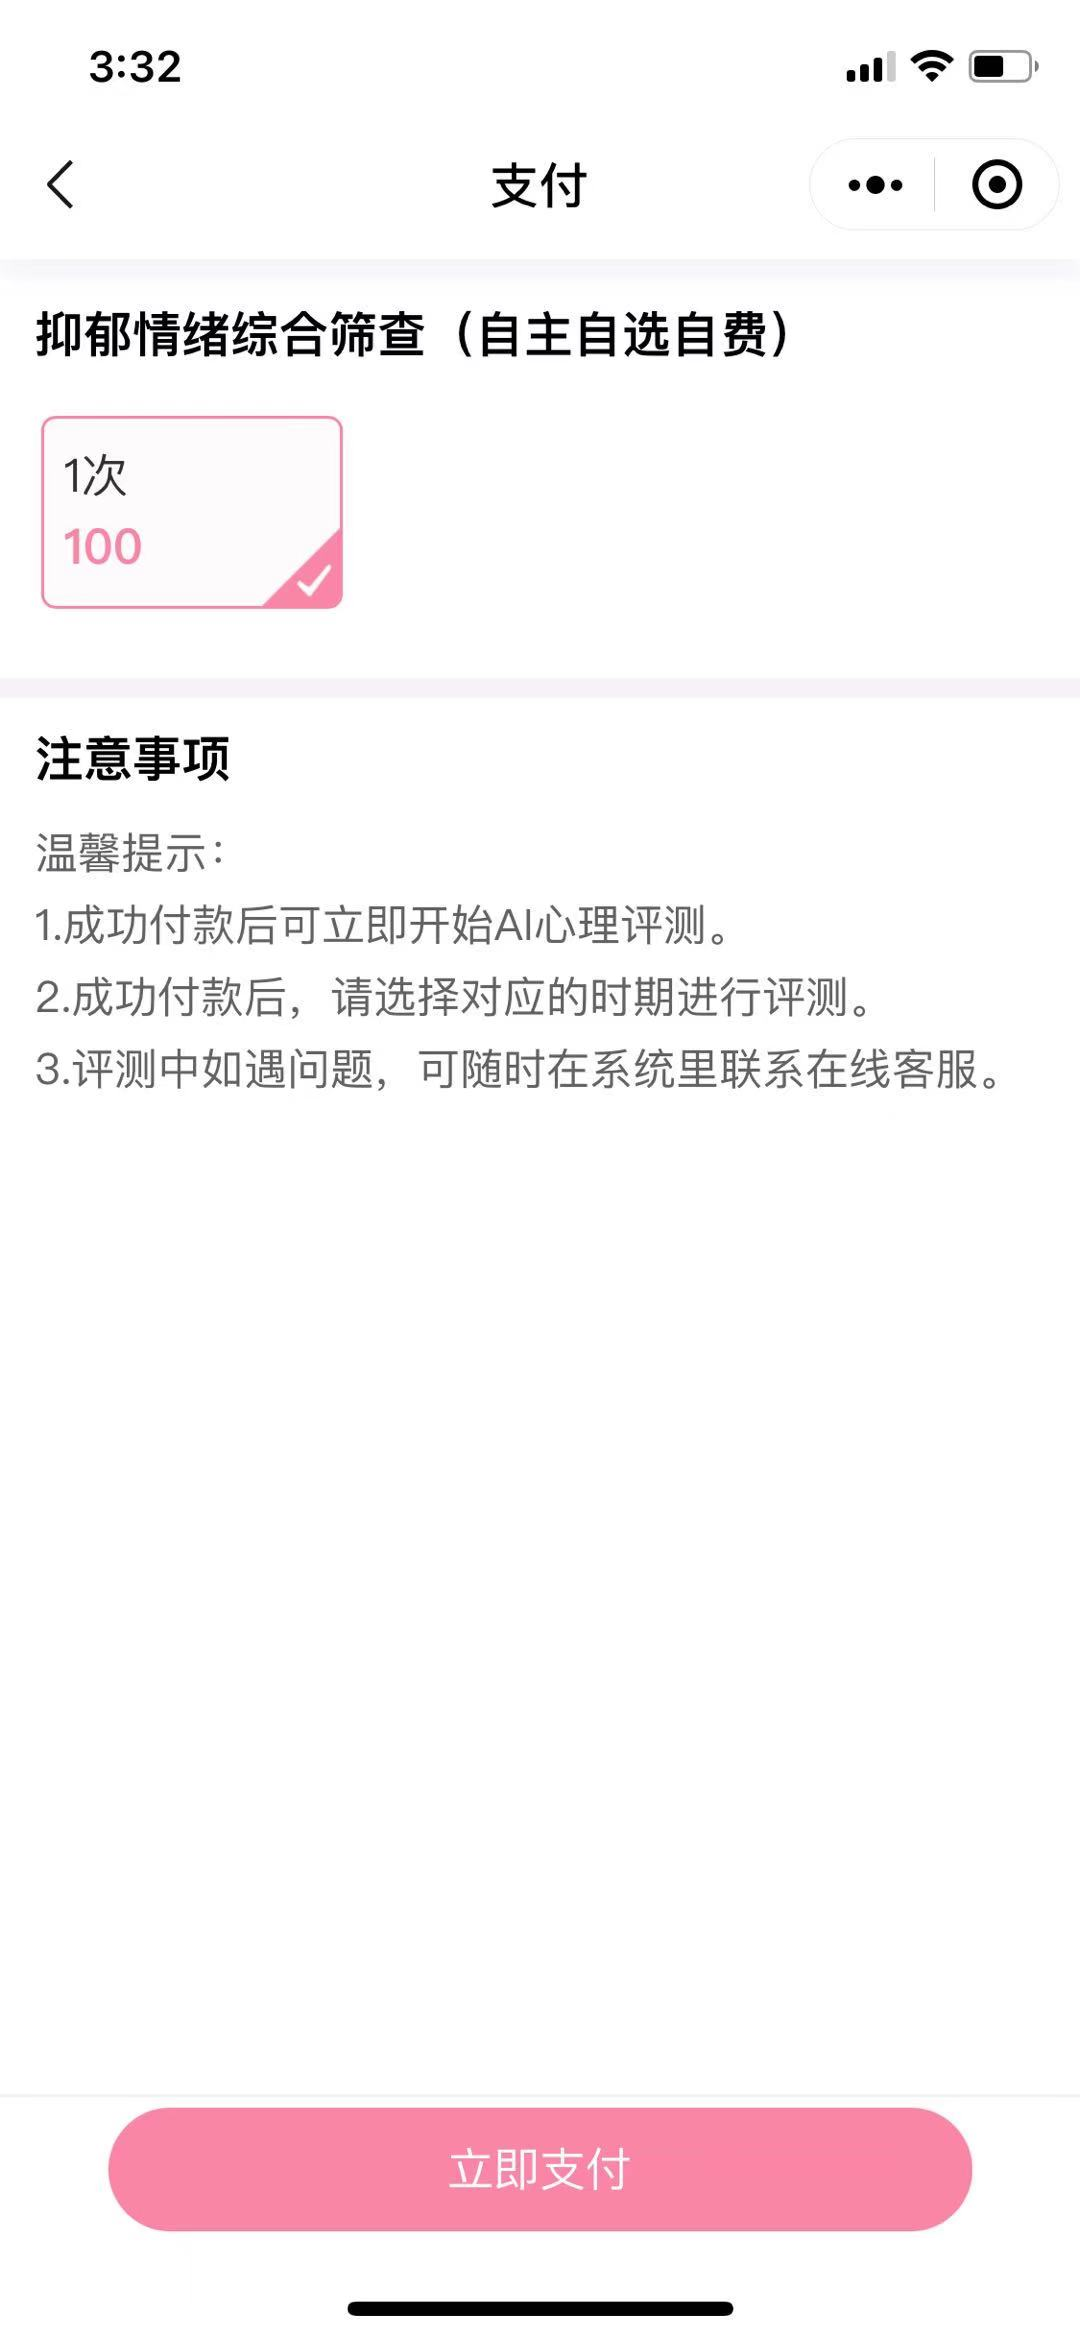 3:32
支付
抑郁情绪综合筛查（自主自选自费）
1次
100
注意事项
温馨提示：
1.成功付款后可立即开始AI心理评测。
2.成功付款后，请选择对应的时期进行评测。
3.评测中如遇问题，可随时在系统里联系在线客服。
立即支付